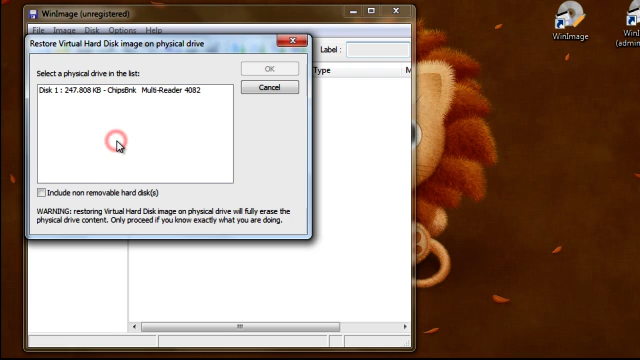 WinImage (unregistered)
File Image Disk Options Help
Restore Virtual Hard Disk image on physical drive
Label :
Select a physical drive in the list:
OK
Cancel
Type
Disk 1 : 247.808 KB - ChipsBnk Multi-Reader 4082
Include non removable hard disk(s)
WARNING: restoring Virtual Hard Disk image on physical drive will fully erase the
physical drive content. Only proceed if you know exactly what you are doing.
WinImage